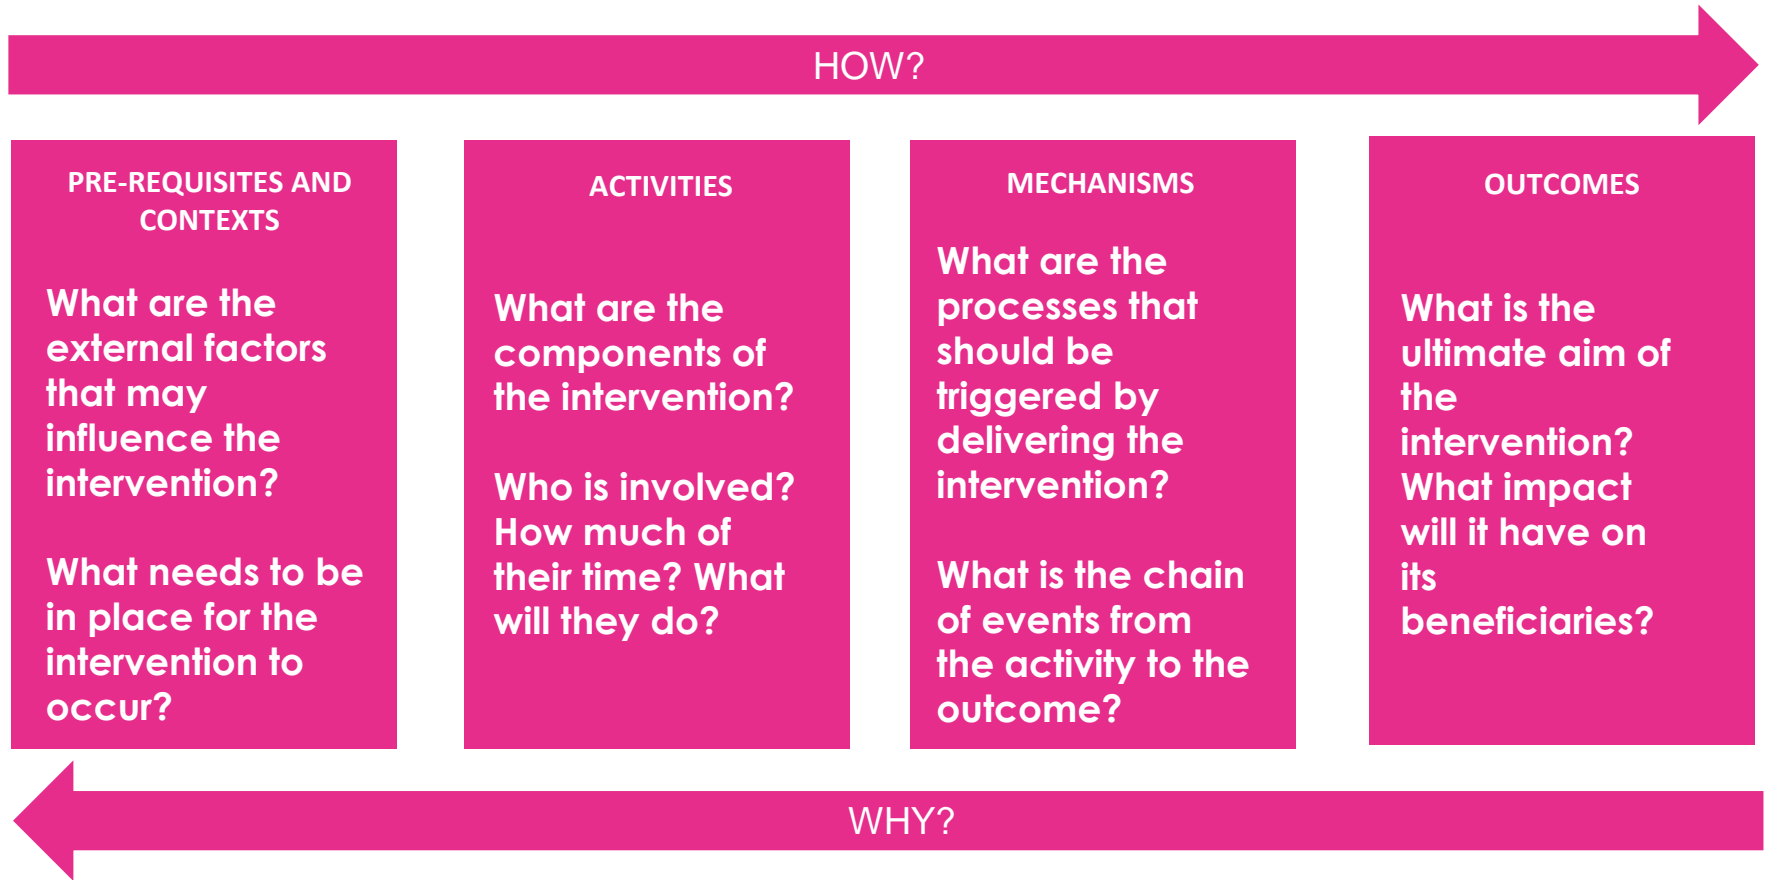 HOW?
PRE-REQUISITES AND
CONTEXTS
What are the
external factors
that may
influence the
intervention?
What needs to be
in place for the
intervention to
occur?
ACTIVITIES
What are the
components of
the intervention?
Who is involved?
How much of
their time? What
will they do?
MECHANISMS
What are the
processes that
should be
triggered by
delivering the
intervention?
What is the chain
of events from
the activity to the
outcome?
OUTCOMES
What is the
ultimate aim of
the
intervention?
What impact
will it have on
its
beneficiaries?
WHY?